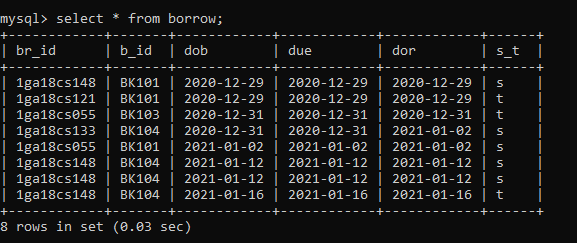 mysql> select * from borrow;
+------------+-------+------------+------------+------------+------+
| br_id      | b_id  | dob        | due        | dor        | s_t  |
+------------+-------+------------+------------+------------+------+
| 1ga18cs148 | BK101 | 2020-12-29 | 2020-12-29 | 2020-12-29 | s    |
| 1ga18cs121 | BK101 | 2020-12-29 | 2020-12-29 | 2020-12-29 | t    |
| 1ga18cs055 | BK103 | 2020-12-31 | 2020-12-31 | 2020-12-31 | t    |
| 1ga18cs133 | BK104 | 2020-12-31 | 2020-12-31 | 2021-01-02 | s    |
| 1ga18cs055 | BK101 | 2021-01-02 | 2021-01-02 | 2021-01-02 | s    |
| 1ga18cs148 | BK104 | 2021-01-12 | 2021-01-12 | 2021-01-12 | s    |
| 1ga18cs148 | BK104 | 2021-01-12 | 2021-01-12 | 2021-01-12 | s    |
| 1ga18cs148 | BK104 | 2021-01-16 | 2021-01-16 | 2021-01-16 | t    |
+------------+-------+------------+------------+------------+------+
8 rows in set (0.03 sec)